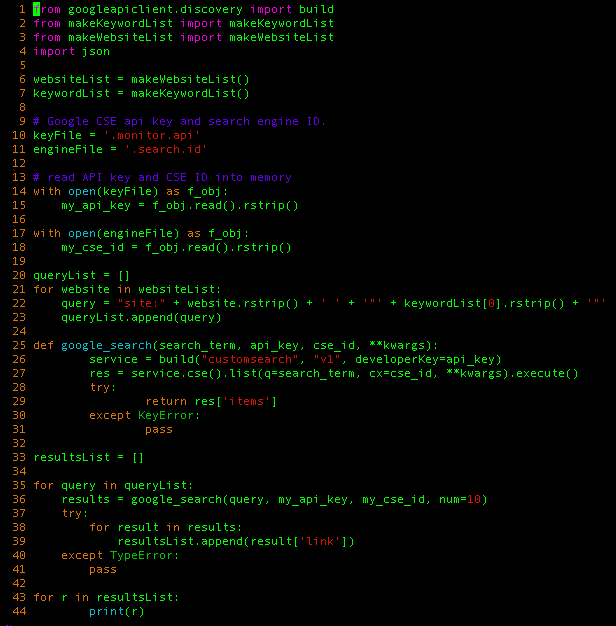 1 from googleapiclient.discovery import build
2 from makeKeywordList import makeKeywordList
3 from makeWebsiteList import makeWebsiteList
4 import json
5
6 websiteList = makeWebsiteList()
7 keywordList = makeKeywordList()
8
9 # Google CSE api key and search engine ID.
10 keyFile = '.monitor.api'
11 engineFile = '.search.id'
12
13 # read API key and CSE ID into memory
14 with open(keyFile) as f_obj:
15     my_api_key = f_obj.read().rstrip()
16
17 with open(engineFile) as f_obj:
18     my_cse_id = f_obj.read().rstrip()
19
20 queryList = []
21 for website in websiteList:
22     query = "site:" + website.rstrip() + ' ' + '"' + keywordList[0].rstrip() + '"'
23     queryList.append(query)
24
25 def google_search(search_term, api_key, cse_id, **kwargs):
26         service = build("customsearch", "v1", developerKey=api_key)
27         res = service.cse().list(q=search_term, cx=cse_id, **kwargs).execute()
28         try:
29                 return res['items']
30         except KeyError:
31                 pass
32
33 resultsList = []
34
35 for query in queryList:
36     results = google_search(query, my_api_key, my_cse_id, num=10)
37     try:
38         for result in results:
39             resultsList.append(result['link'])
40     except TypeError:
41         pass
42
43 for r in resultsList:
44         print(r)